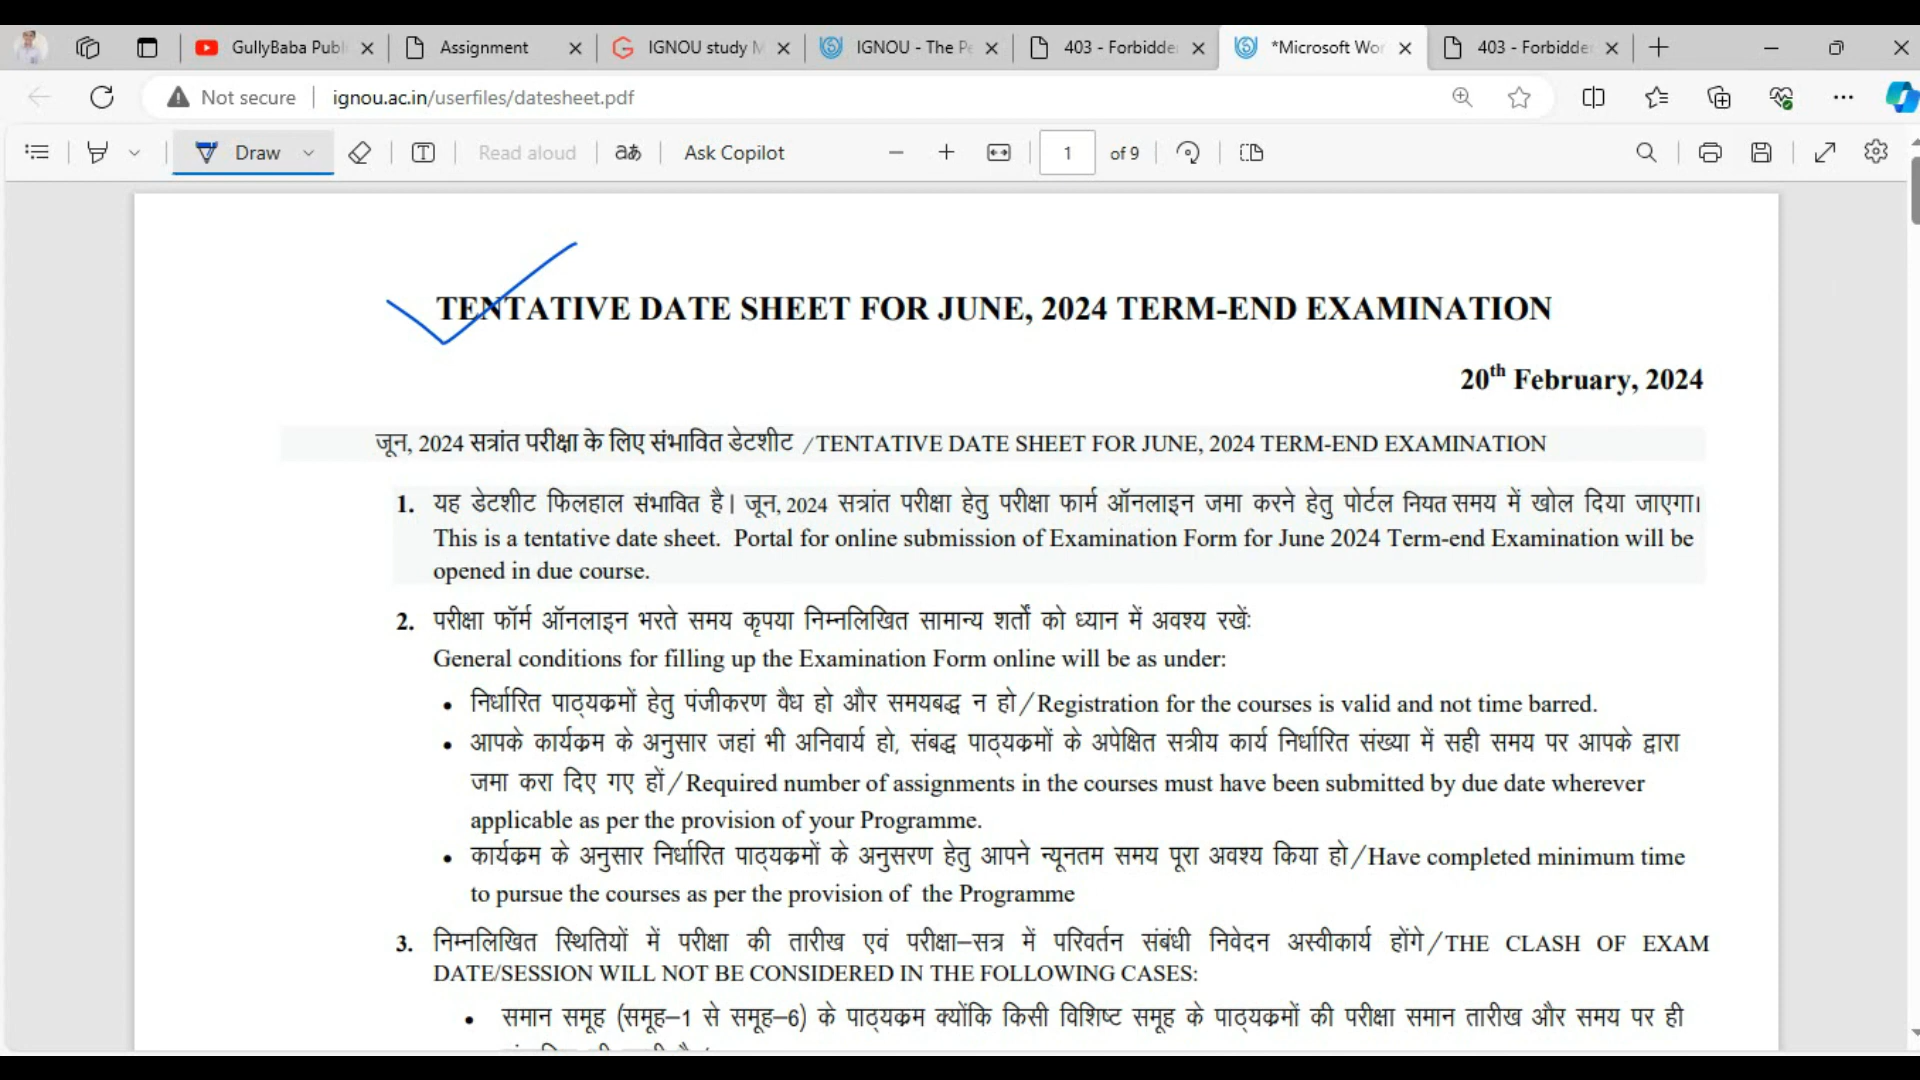 GullyBaba Publ
Assignment
IGNOU study M
IGNOU - The Pe
403 - Forbidde
*Microsoft Wor
403 - Forbidde
Not secure
ignou.ac.in/userfiles/datesheet.pdf
Draw
Read aloud
aあ
Ask Copilot
1
of 9
TENTATIVE DATE SHEET FOR JUNE, 2024 TERM-END EXAMINATION
20th February, 2024
जून, 2024 सत्रांत परीक्षा के लिए संभावित डेटशीट /TENTATIVE DATE SHEET FOR JUNE, 2024 TERM-END EXAMINATION
1. यह डेटशीट फिलहाल संभावित है। जून, 2024 सत्रांत परीक्षा हेतु परीक्षा फार्म ऑनलाइन जमा करने हेतु पोर्टल नियत समय में खोल दिया जाएगा।
This is a tentative date sheet. Portal for online submission of Examination Form for June 2024 Term-end Examination will be
opened in due course.
2. परीक्षा फॉर्म ऑनलाइन भरते समय कृपया निम्नलिखित सामान्य शर्तों को ध्यान में अवश्य रखें:
General conditions for filling up the Examination Form online will be as under:
• निर्धारित पाठ्यक्रमों हेतु पंजीकरण वैध हो और समयबद्ध न हो/Registration for the courses is valid and not time barred.
• आपके कार्यक्रम के अनुसार जहां भी अनिवार्य हो, संबद्ध पाठ्यक्रमों के अपेक्षित सत्रीय कार्य निर्धारित संख्या में सही समय पर आपके द्वारा
जमा करा दिए गए हों/Required number of assignments in the courses must have been submitted by due date wherever
applicable as per the provision of your Programme.
• कार्यक्रम के अनुसार निर्धारित पाठ्यक्रमों के अनुसरण हेतु आपने न्यूनतम समय पूरा अवश्य किया हो/Have completed minimum time
to pursue the courses as per the provision of the Programme
3. निम्नलिखित स्थितियों में परीक्षा की तारीख एवं परीक्षा–सत्र में परिवर्तन संबंधी निवेदन अस्वीकार्य होंगे/THE CLASH OF EXAM
DATE/SESSION WILL NOT BE CONSIDERED IN THE FOLLOWING CASES:
• समान समूह (समूह–1 से समूह–6) के पाठ्यक्रम क्योंकि किसी विशिष्ट समूह के पाठ्यक्रमों की परीक्षा समान तारीख और समय पर ही